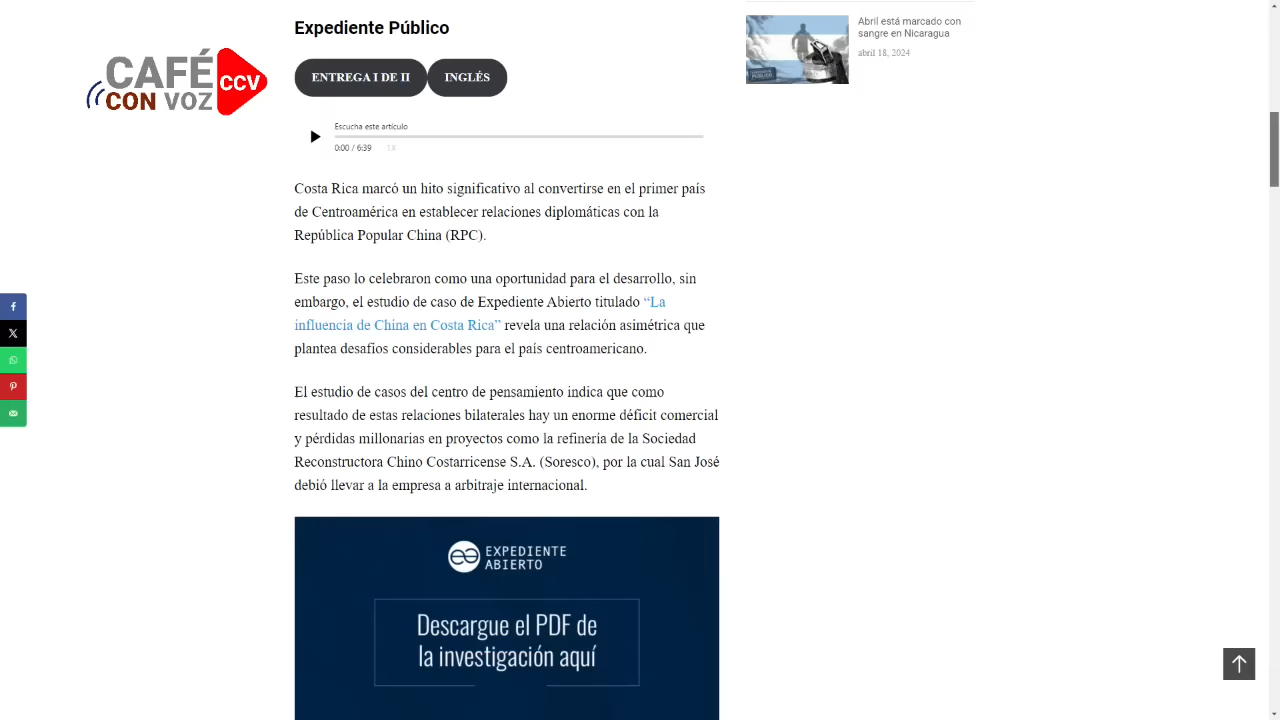 Expediente Público
CAFÉ
CON VOZ
CCV
ENTREGA I DE II
INGLÉS
Escucha este artículo
0:00 / 6:39
1X
Costa Rica marcó un hito significativo al convertirse en el primer país
de Centroamérica en establecer relaciones diplomáticas con la
República Popular China (RPC).
Este paso lo celebraron como una oportunidad para el desarrollo, sin
embargo, el estudio de caso de Expediente Abierto titulado “La
influencia de China en Costa Rica” revela una relación asimétrica que
plantea desafíos considerables para el país centroamericano.
El estudio de casos del centro de pensamiento indica que como
resultado de estas relaciones bilaterales hay un enorme déficit comercial
y pérdidas millonarias en proyectos como la refinería de la Sociedad
Reconstructora Chino Costarricense S.A. (Soresco), por la cual San José
debió llevar a la empresa a arbitraje internacional.
EXPEDIENTE
ABIERTO
Descargue el PDF de
la investigación aquí
Abril está marcado con
sangre en Nicaragua
abril 18, 2024